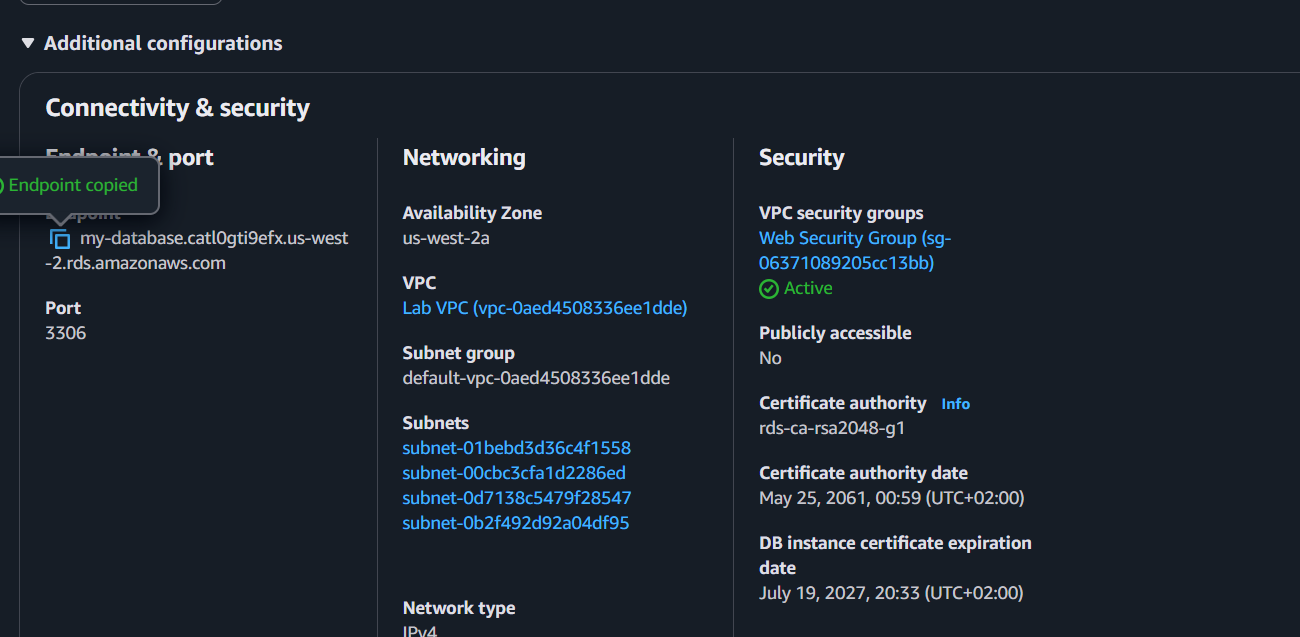 Additional configurations
Connectivity & security
Endpoint & port
Endpoint copied
Endpoint
my-database.catl0gti9efx.us-west
-2.rds.amazonaws.com
Port
3306
Networking
Availability Zone
us-west-2a
VPC
Lab VPC (vpc-0aed4508336ee1dde)
Subnet group
default-vpc-0aed4508336ee1dde
Subnets
subnet-01bebd3d36c4f1558
subnet-00cbc3cfa1d2286ed
subnet-0d7138c5479f28547
subnet-0b2f492d92a04df95
Network type
IPv4
Security
VPC security groups
Web Security Group (sg-
06371089205cc13bb)
Active
Publicly accessible
No
Certificate authority Info
rds-ca-rsa2048-g1
Certificate authority date
May 25, 2061, 00:59 (UTC+02:00)
DB instance certificate expiration
date
July 19, 2027, 20:33 (UTC+02:00)